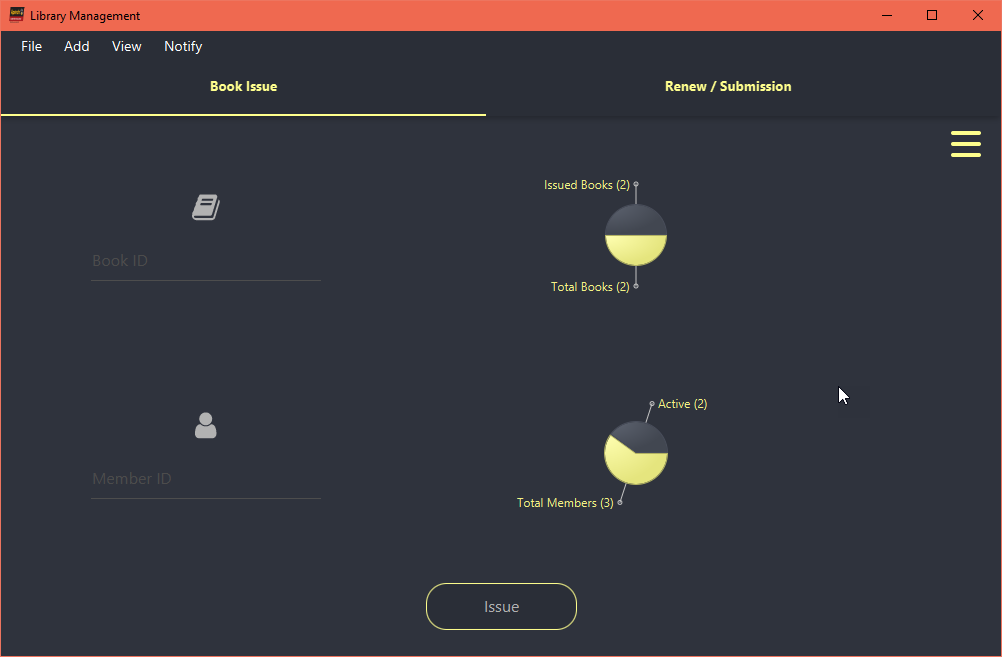 Library Management
File Add View Notify
Book Issue Renew / Submission
Issued Books (2)
Book ID
Total Books (2)
Active (2)
Member ID
Total Members (3)
Issue